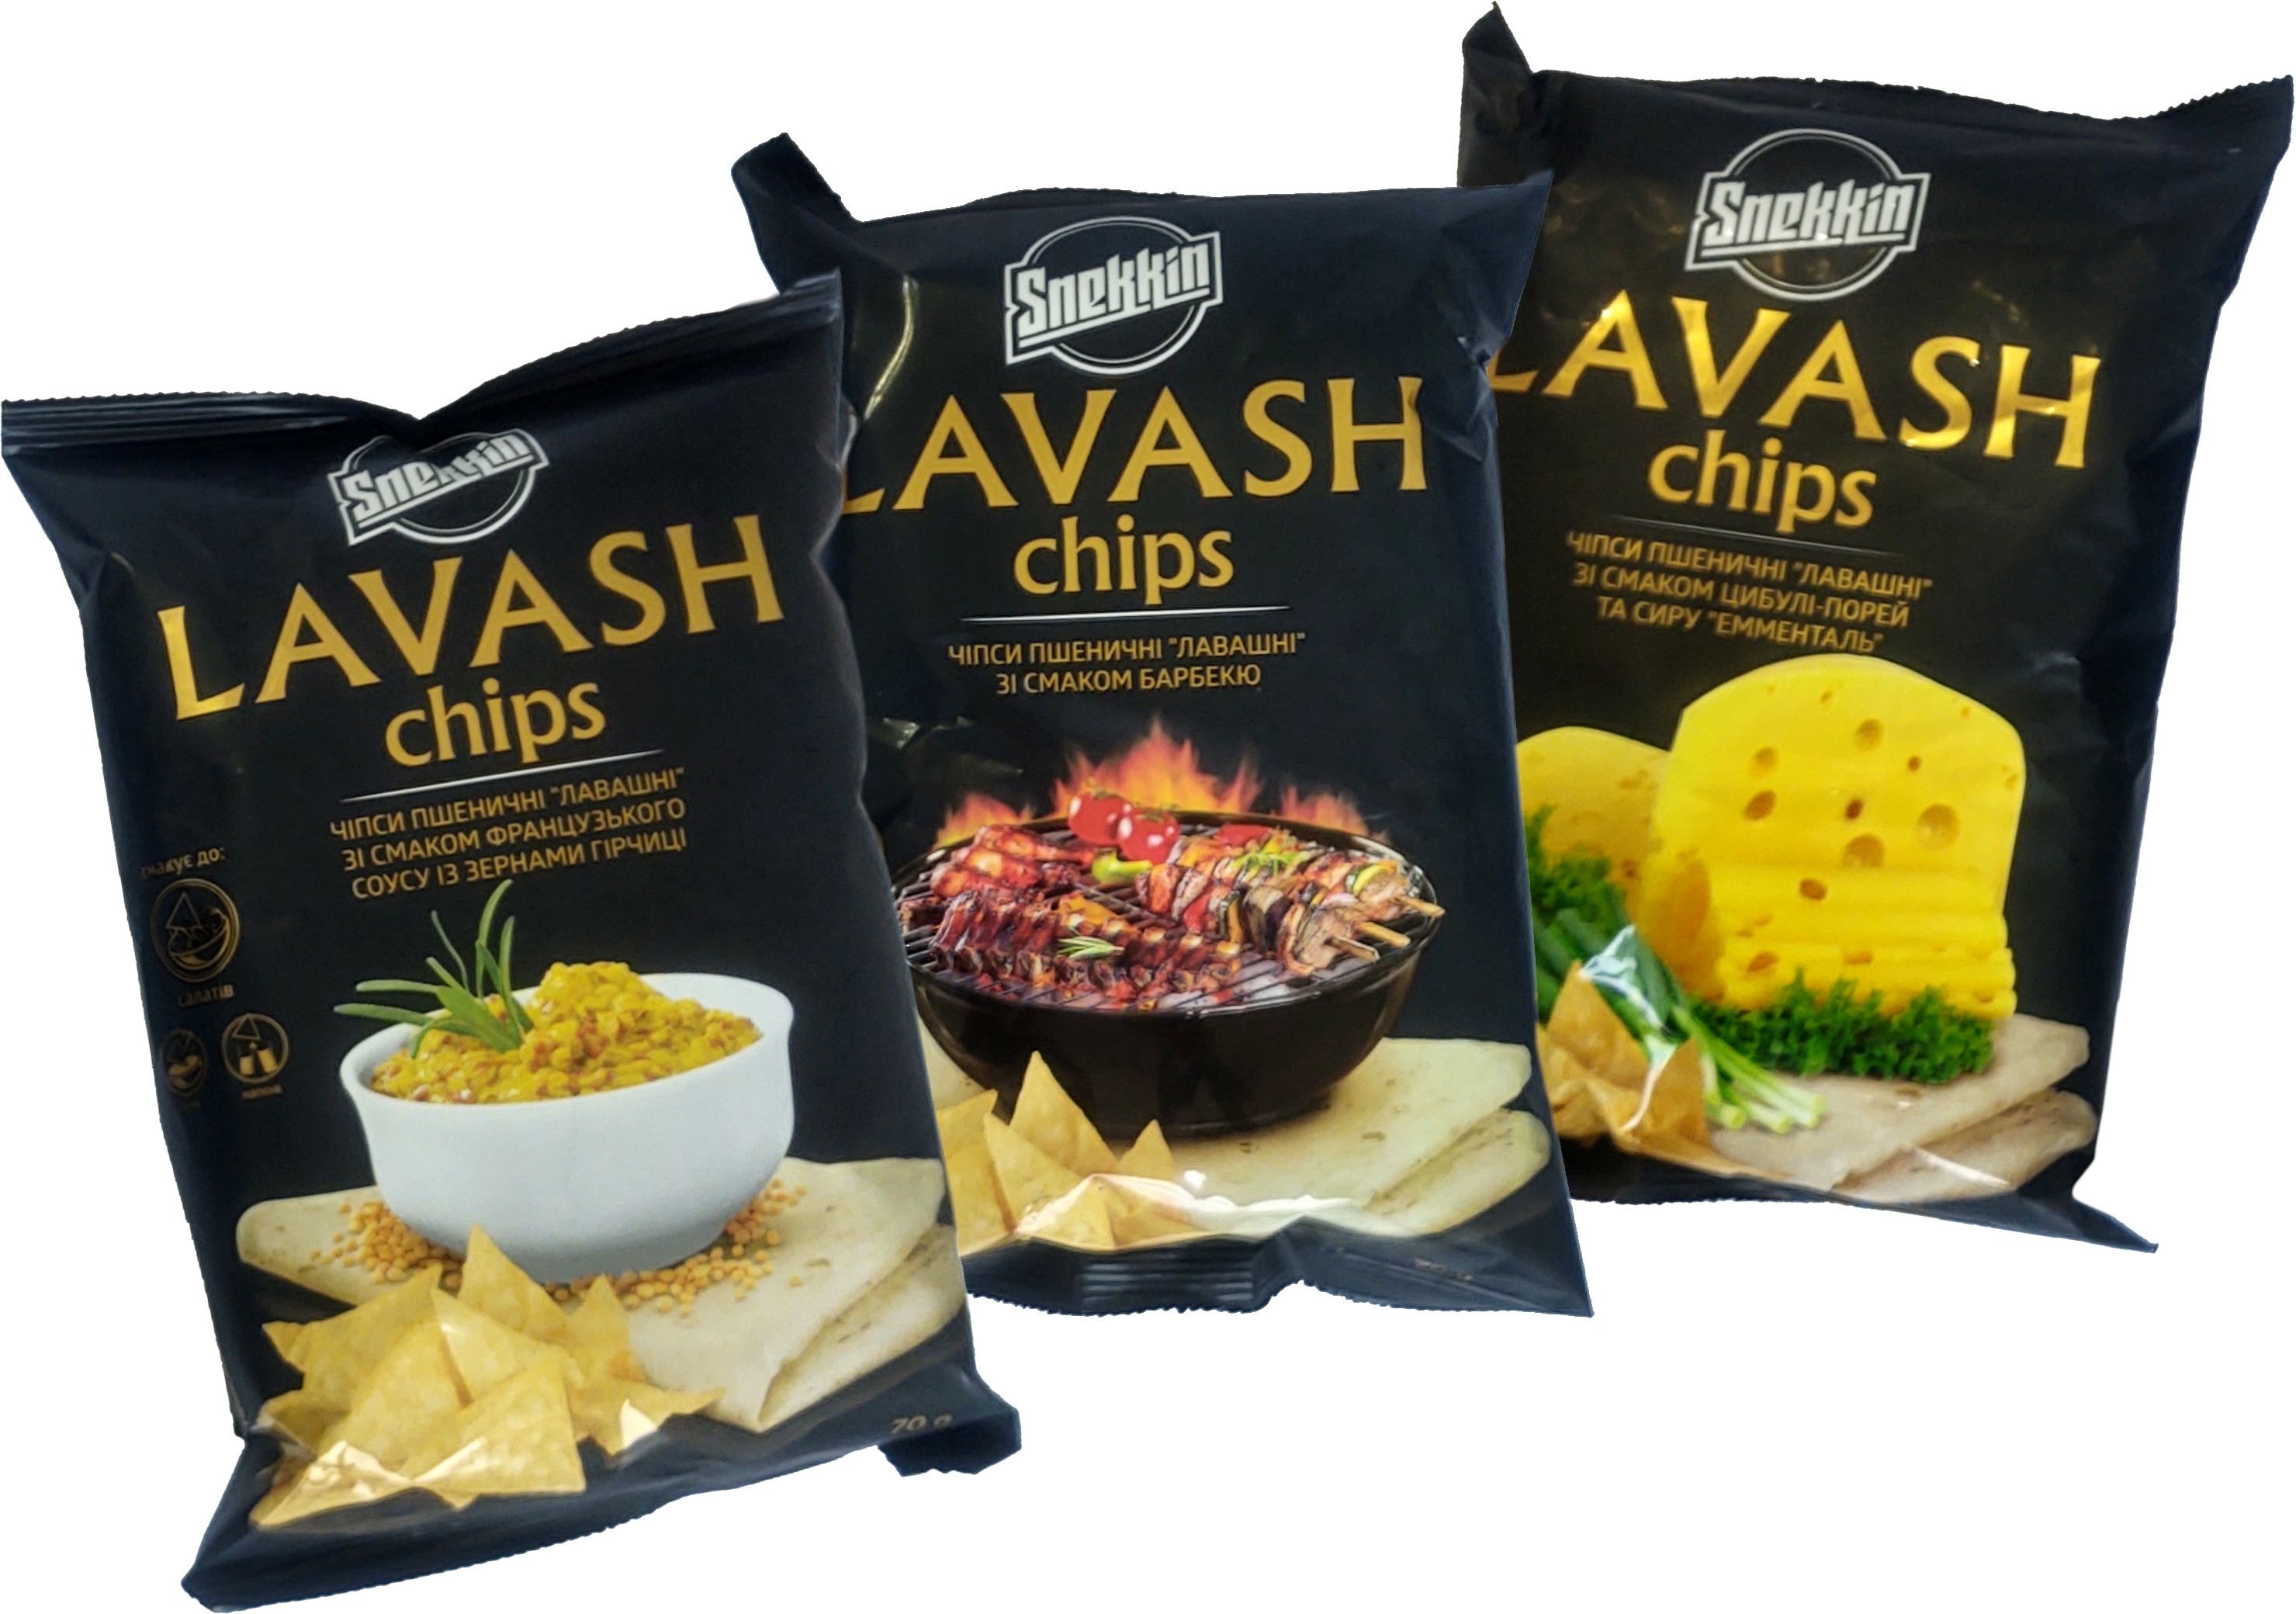 Snekkin
LAVASH
chips
ЧІПСИ ПШЕНИЧНІ "ЛАВАШНІ"
ЗІ СМАКОМ ФРАНЦУЗЬКОГО
СОУСУ ІЗ ЗЕРНАМИ ГІРЧИЦІ
смакує до:
салатів
напоїв
70 g
Snekkin
LAVASH
chips
ЧІПСИ ПШЕНИЧНІ "ЛАВАШНІ"
ЗІ СМАКОМ БАРБЕКЮ
Snekkin
LAVASH
chips
ЧІПСИ ПШЕНИЧНІ "ЛАВАШНІ"
ЗІ СМАКОМ ЦИБУЛІ-ПОРЕЙ
ТА СИРУ "ЕММЕНТАЛЬ"